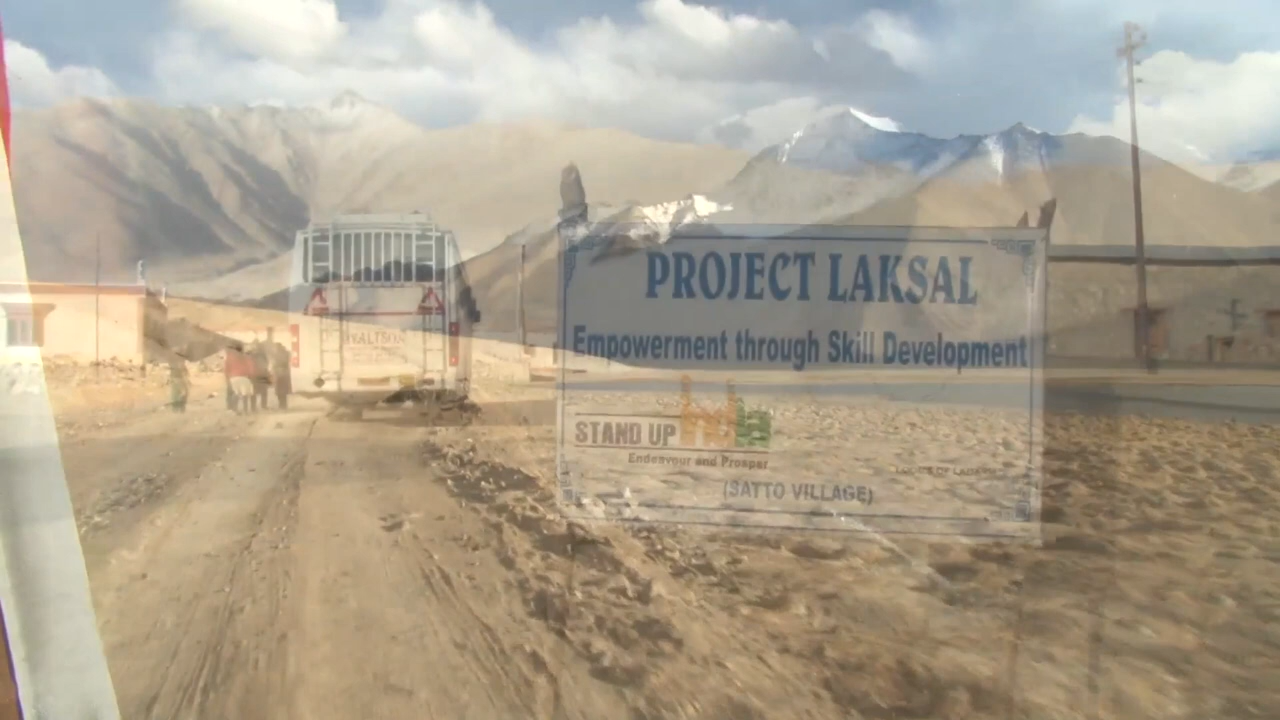 PROJECT LAKSAL
Empowerment through Skill Development
STAND UP
Endeavour and Prosper
(SATTO VILLAGE)